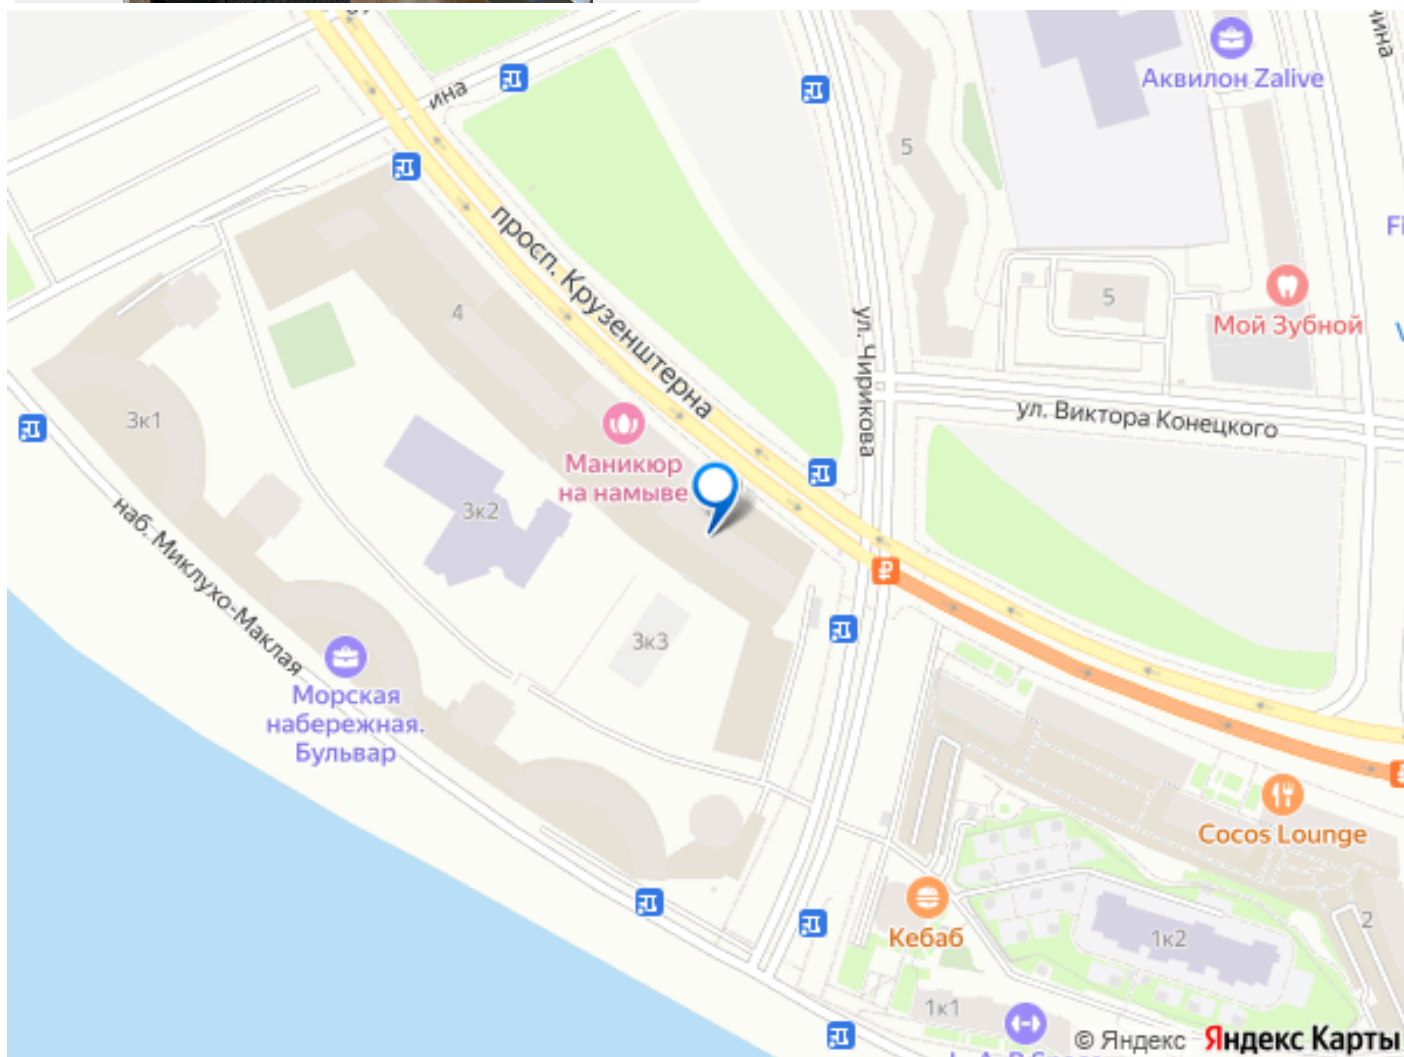 Аквилон Zalive
ина
5
просп. Крузенштерна
5
Мой Зубной
4
ул. Чирикова
3к1
ул. Виктора Конецкого
Маникюр
на намыве
3к2
наб. Миклухо-Маклая
3к3
Морская
набережная.
Бульвар
Cocos Lounge
Кебаб
1к2
2
1к1
© Яндекс Яндекс Карты